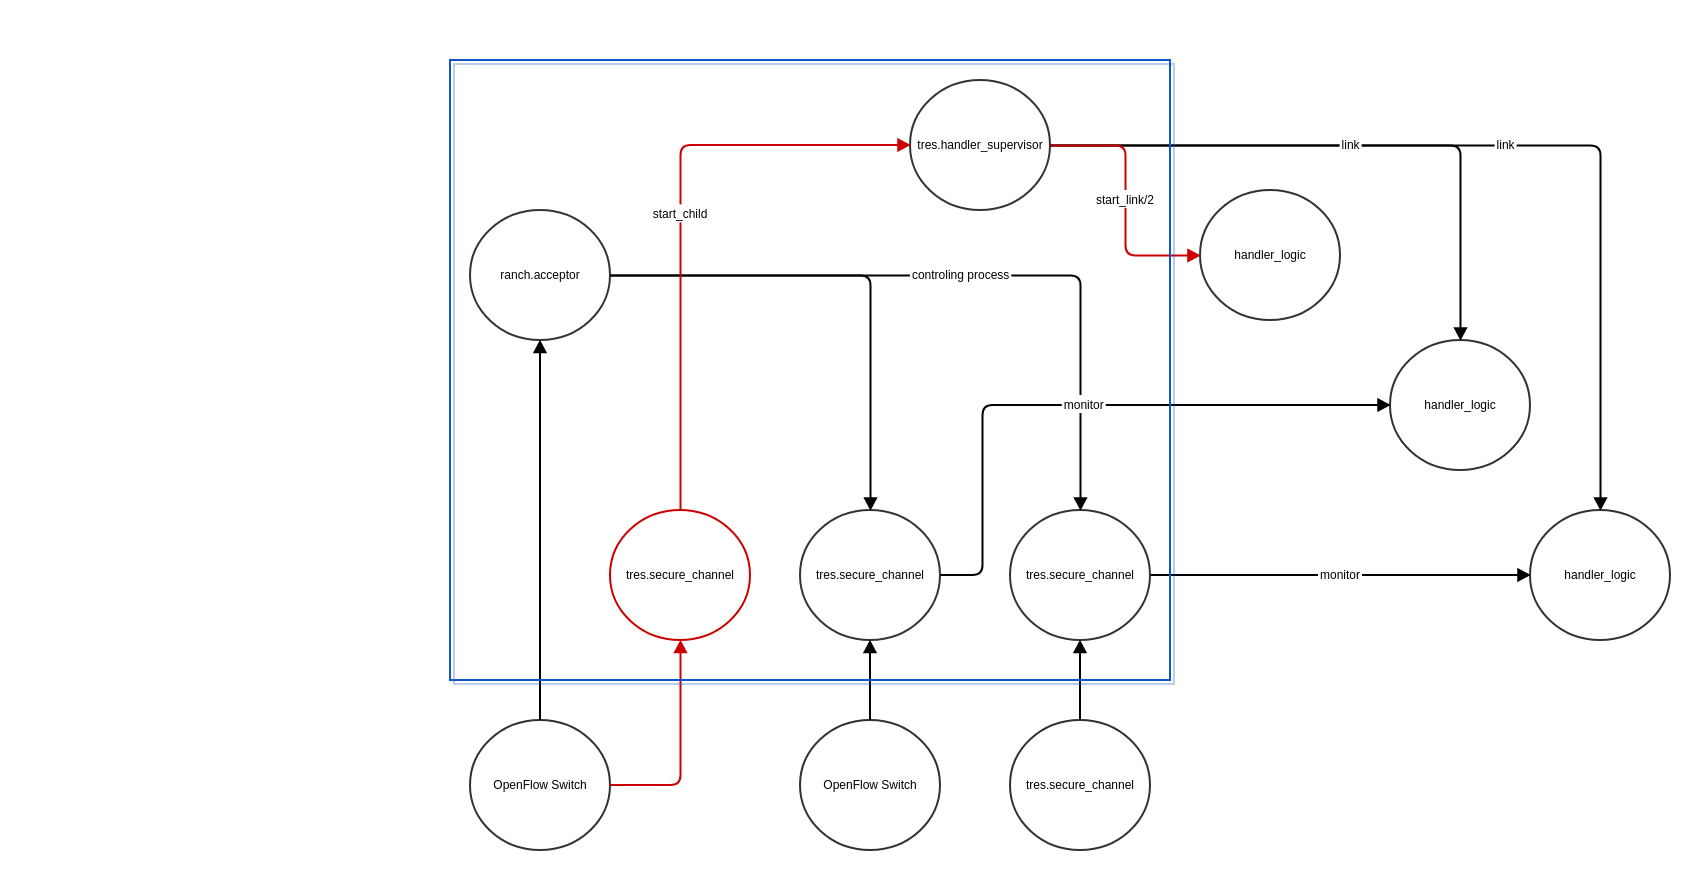 tres.handler_supervisor
link
link
start_link/2
start_child
handler_logic
ranch.acceptor
controling process
monitor
handler_logic
tres.secure_channel
tres.secure_channel
tres.secure_channel
monitor
handler_logic
OpenFlow Switch
OpenFlow Switch
tres.secure_channel